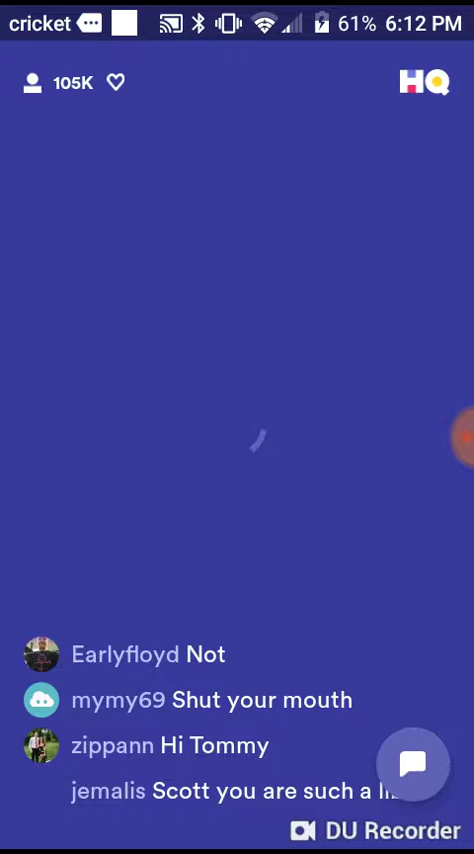 cricket 61% 6:12 PM
105K HQ
Earlyfloyd Not
mymy69 Shut your mouth
zippann Hi Tommy
jemalis Scott you are such a
DU Recorder